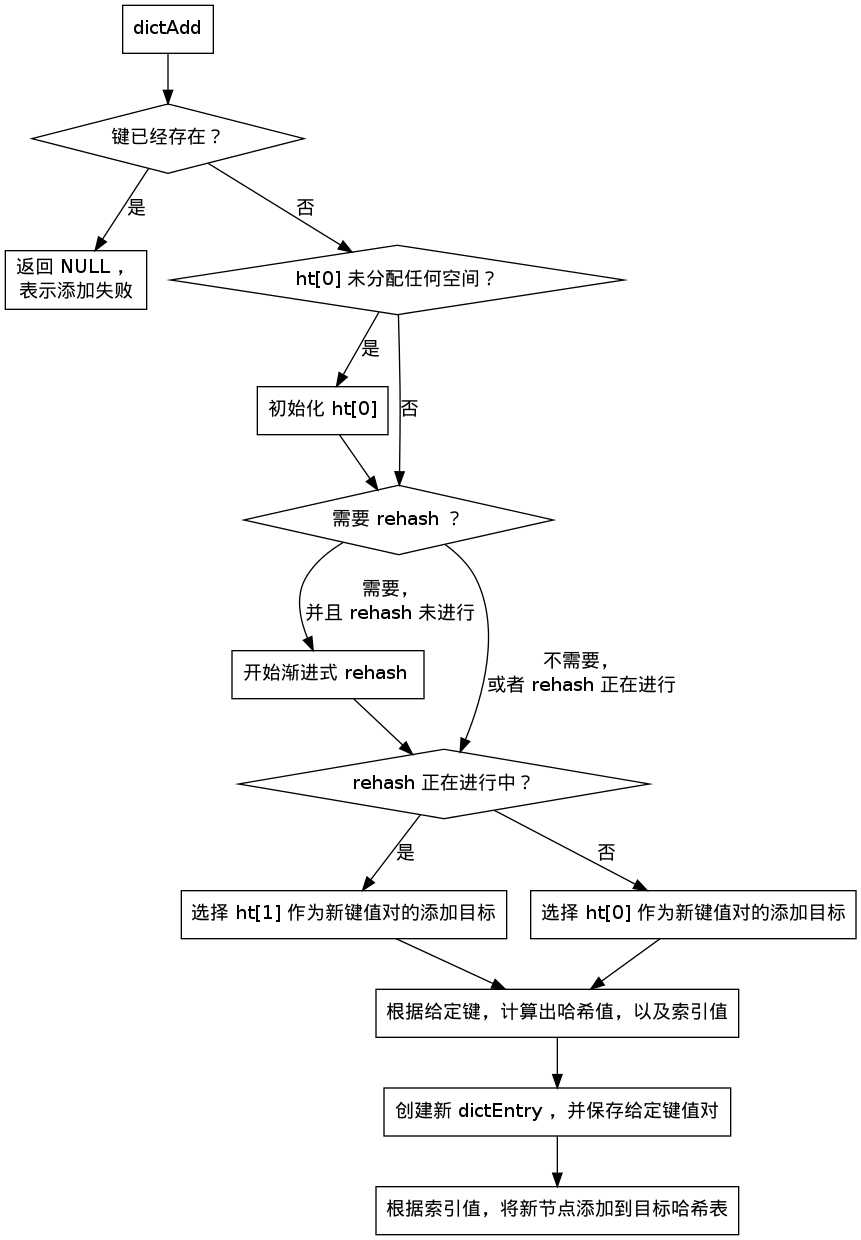 dictAdd
键已经存在？
是
否
返回 NULL ，
表示添加失败
ht[0] 未分配任何空间？
是
初始化 ht[0]
否
需要 rehash ？
需要，
并且 rehash 未进行
开始渐进式 rehash
不需要，
或者 rehash 正在进行
rehash 正在进行中？
是
否
选择 ht[1] 作为新键值对的添加目标
选择 ht[0] 作为新键值对的添加目标
根据给定键，计算出哈希值，以及索引值
创建新 dictEntry ，并保存给定键值对
根据索引值，将新节点添加到目标哈希表